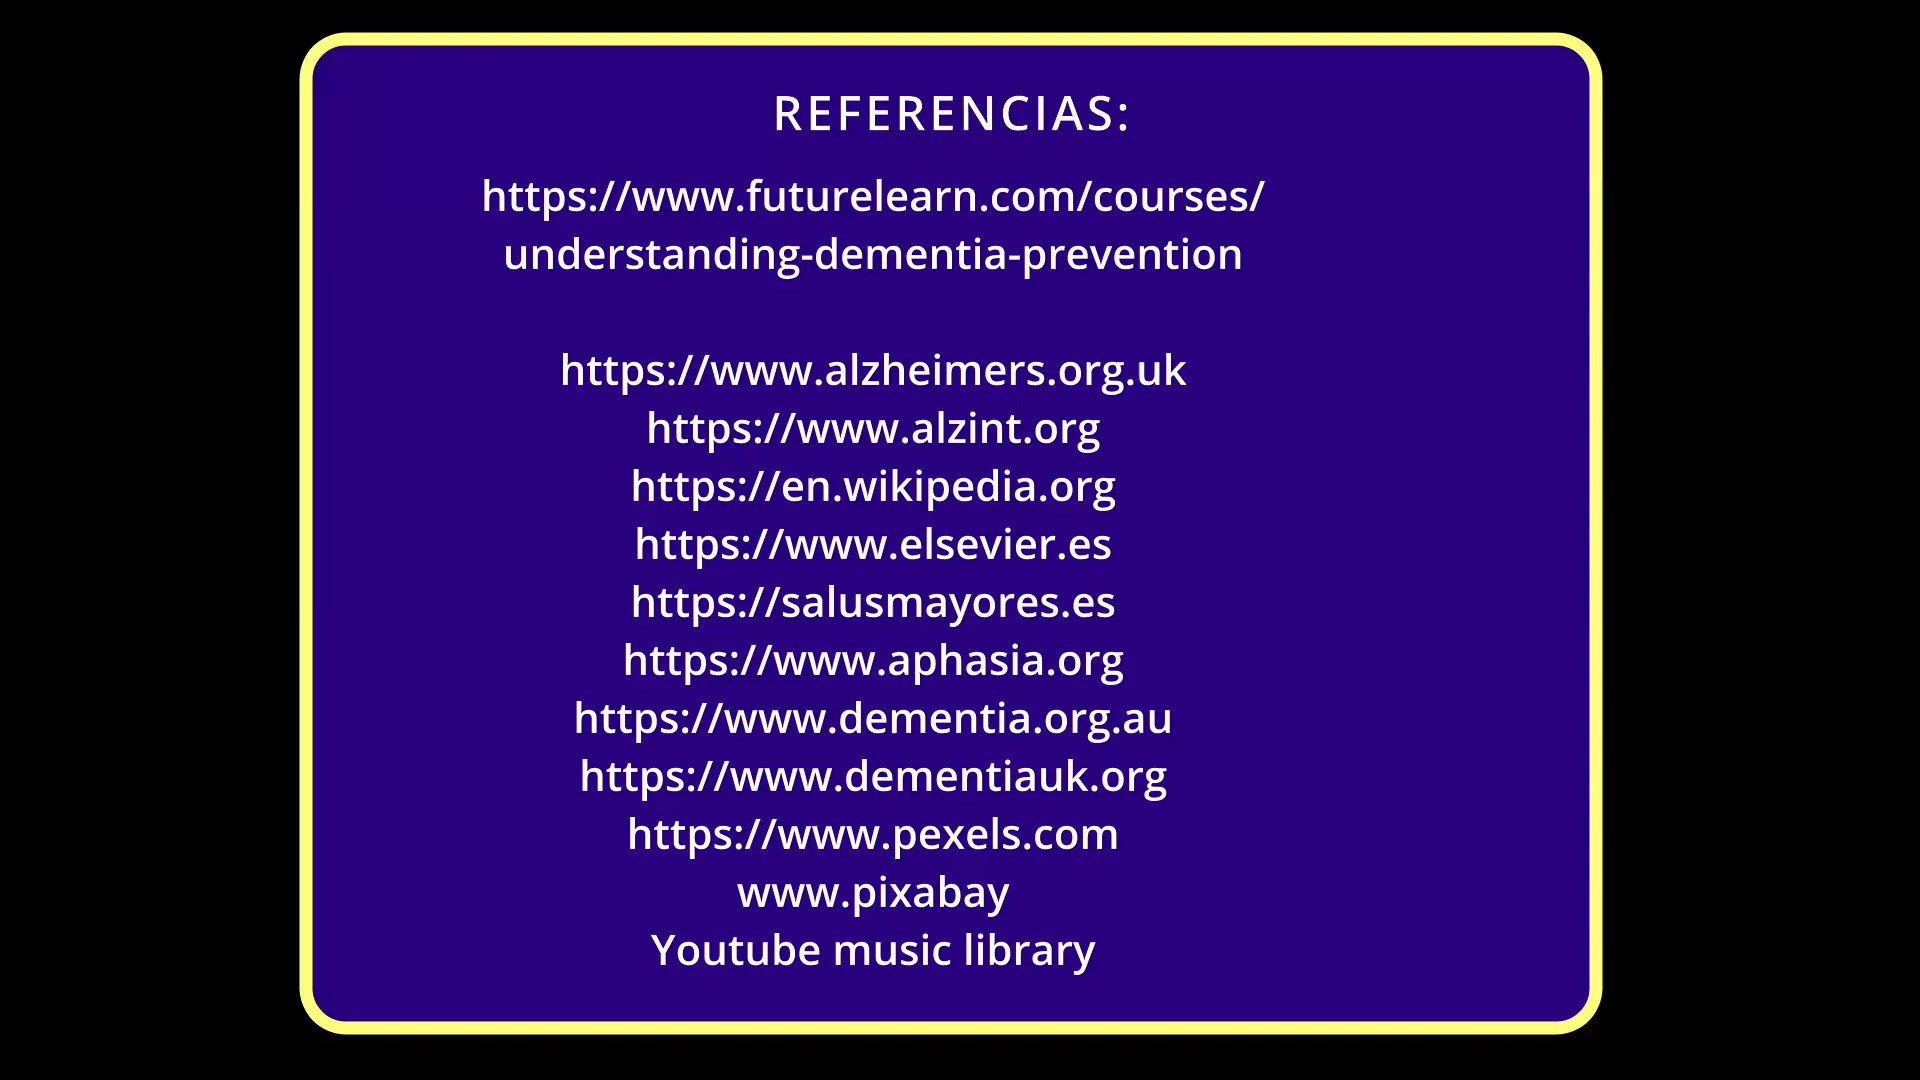 REFERENCIAS:
https://www.futurelearn.com/courses/
understanding-dementia-prevention
https://www.alzheimers.org.uk
https://www.alzint.org
https://en.wikipedia.org
https://www.elsevier.es
https://salusmayores.es
https://www.aphasia.org
https://www.dementia.org.au
https://www.dementiauk.org
https://www.pexels.com
www.pixabay
Youtube music library